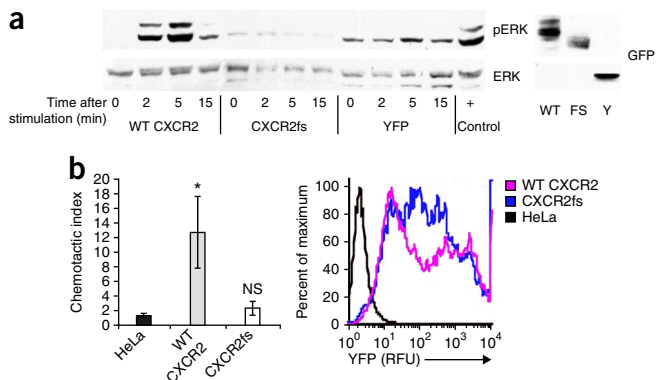 a
pERK
ERK
Time after stimulation (min)
0 2 5 15 0 2 5 15 0 2 5 15 +
WT CXCR2 CXCR2fs YFP Control
GFP
WT FS Y
b
Chemotactic index
20
18
16
14
12
10
8
6
4
2
0
*
NS
HeLa
WT CXCR2
CXCR2fs
Percent of maximum
100
80
60
40
20
0
10^0 10^1 10^2 10^3 10^4
YFP (RFU)
WT CXCR2
CXCR2fs
HeLa